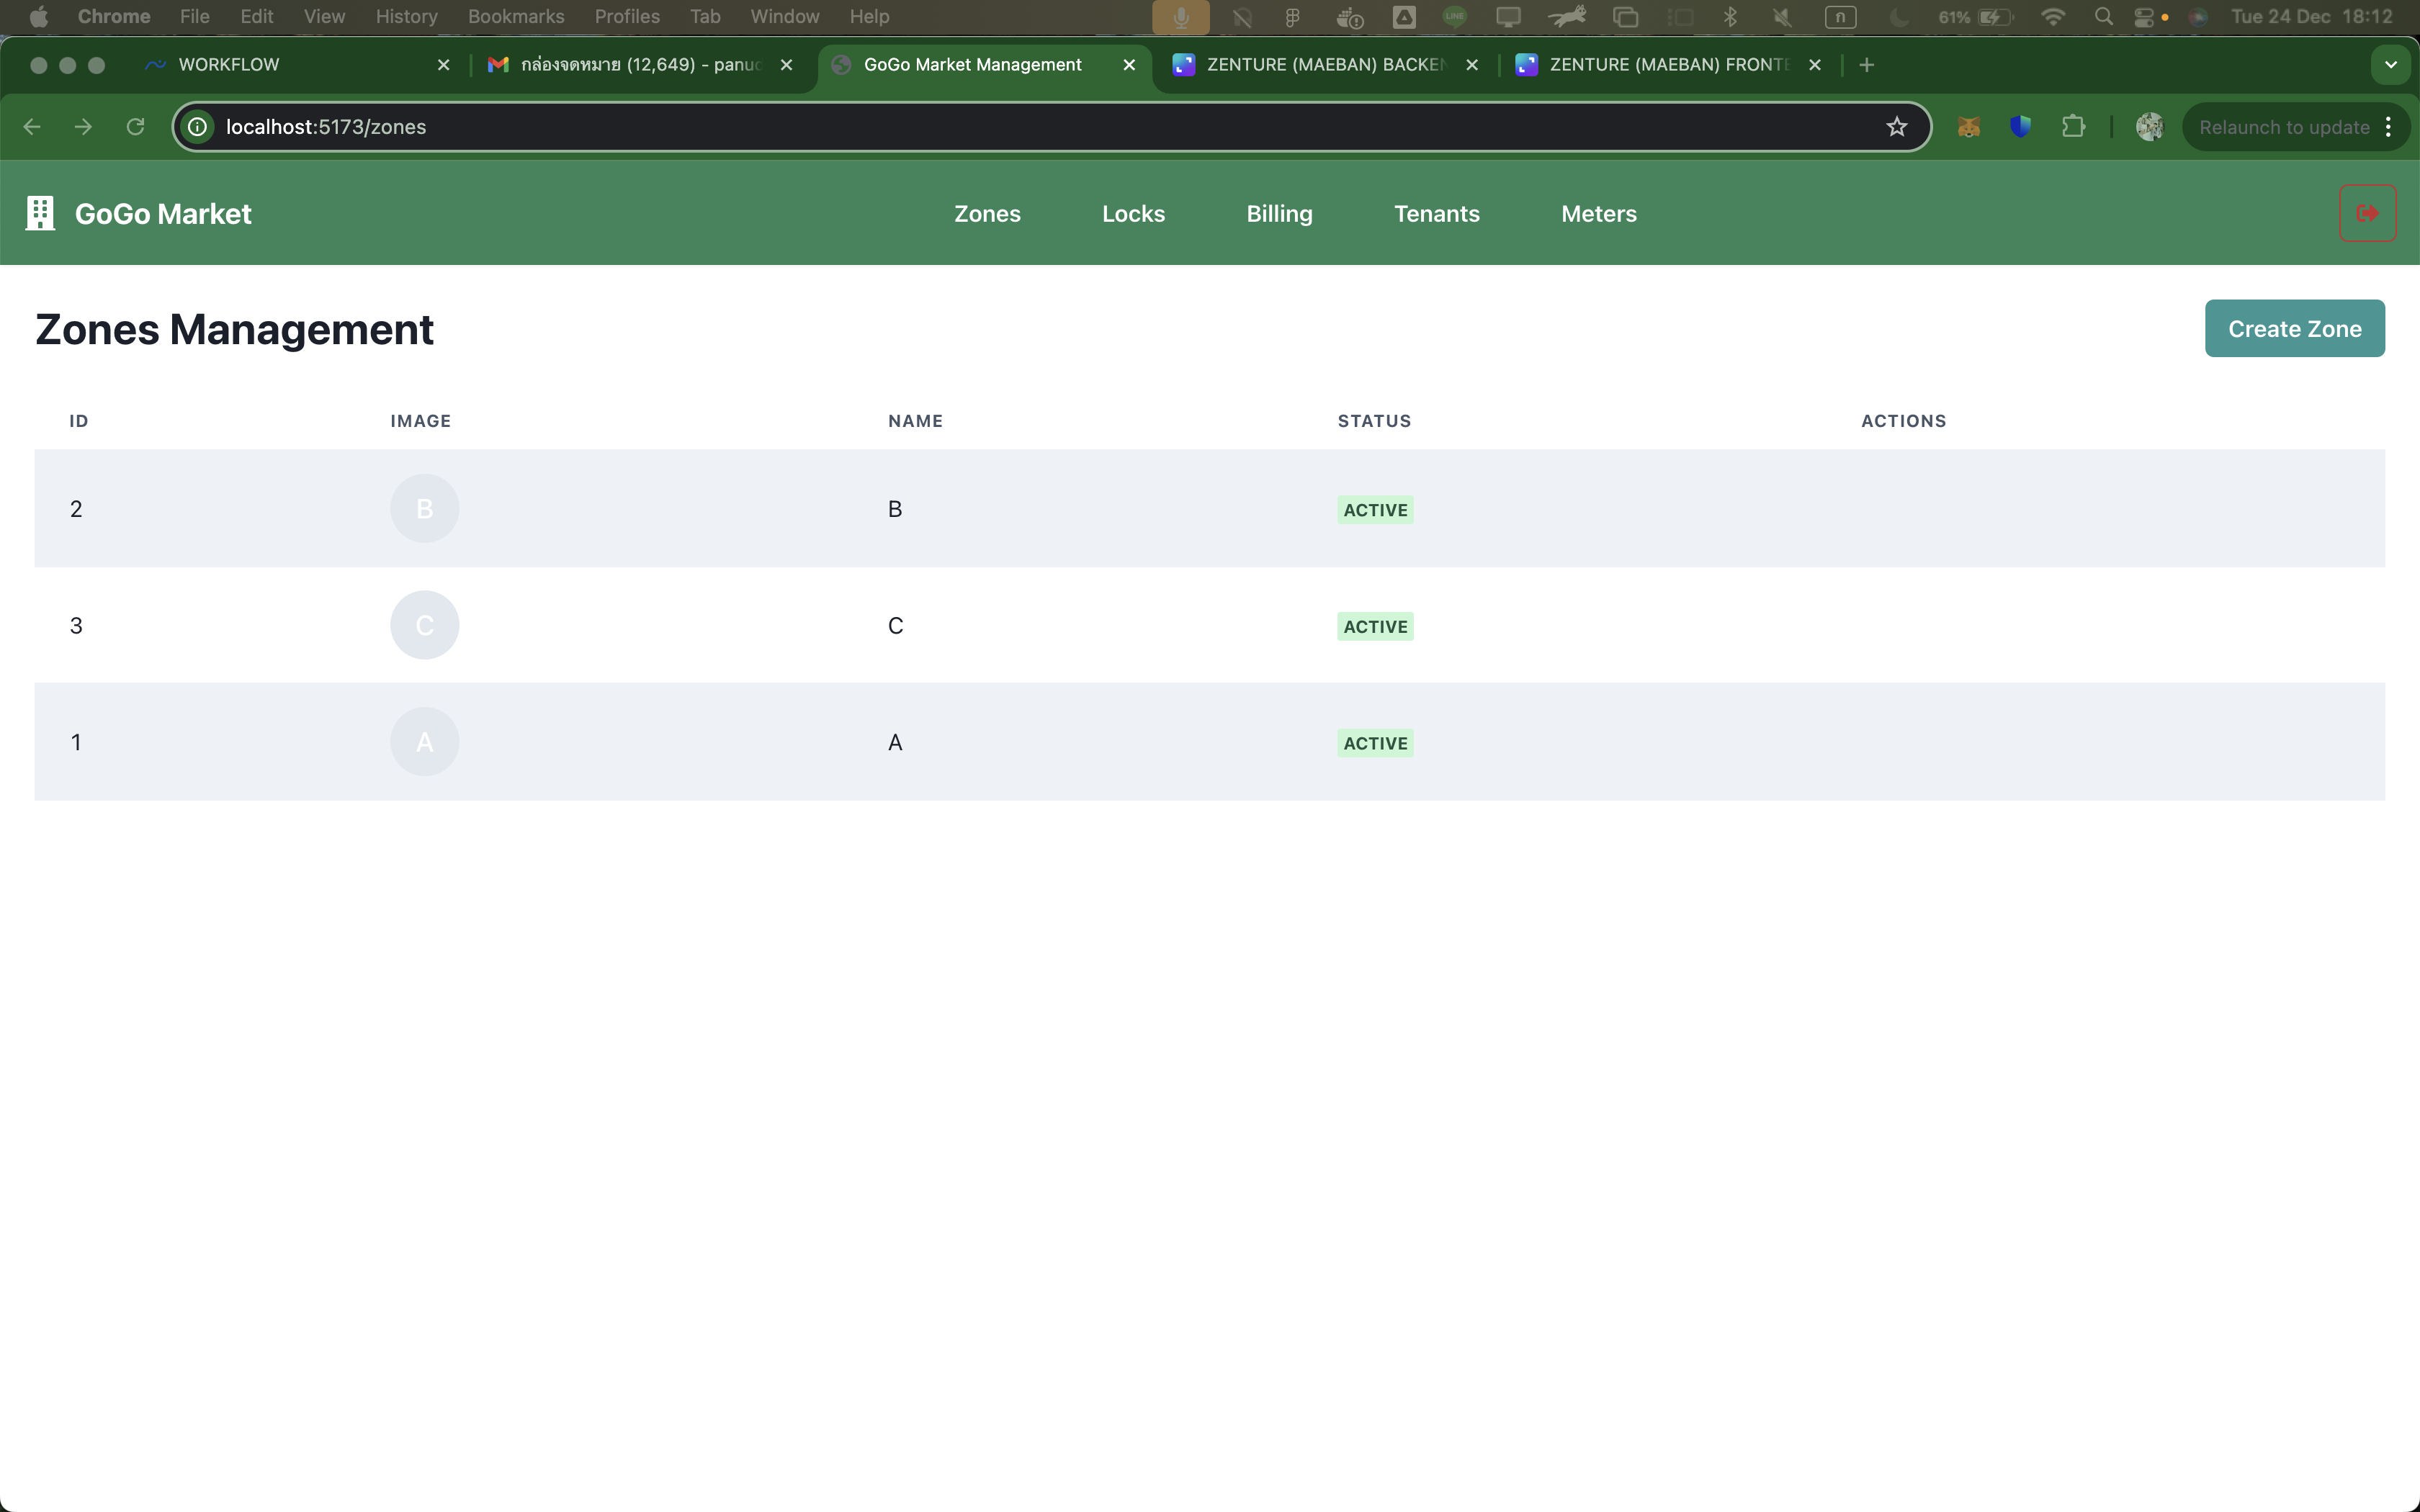 Chrome File Edit View History Bookmarks Profiles Tab Window Help LINE ก 61% Tue 24 Dec 18:12
WORKFLOW กล่องจดหมาย (12,649) - panu GoGo Market Management ZENTURE (MAEBAN) BACKEN ZENTURE (MAEBAN) FRONTE
localhost:5173/zones Relaunch to update
GoGo Market Zones Locks Billing Tenants Meters
Zones Management Create Zone
ID IMAGE NAME STATUS ACTIONS
2 B B ACTIVE
3 C C ACTIVE
1 A A ACTIVE